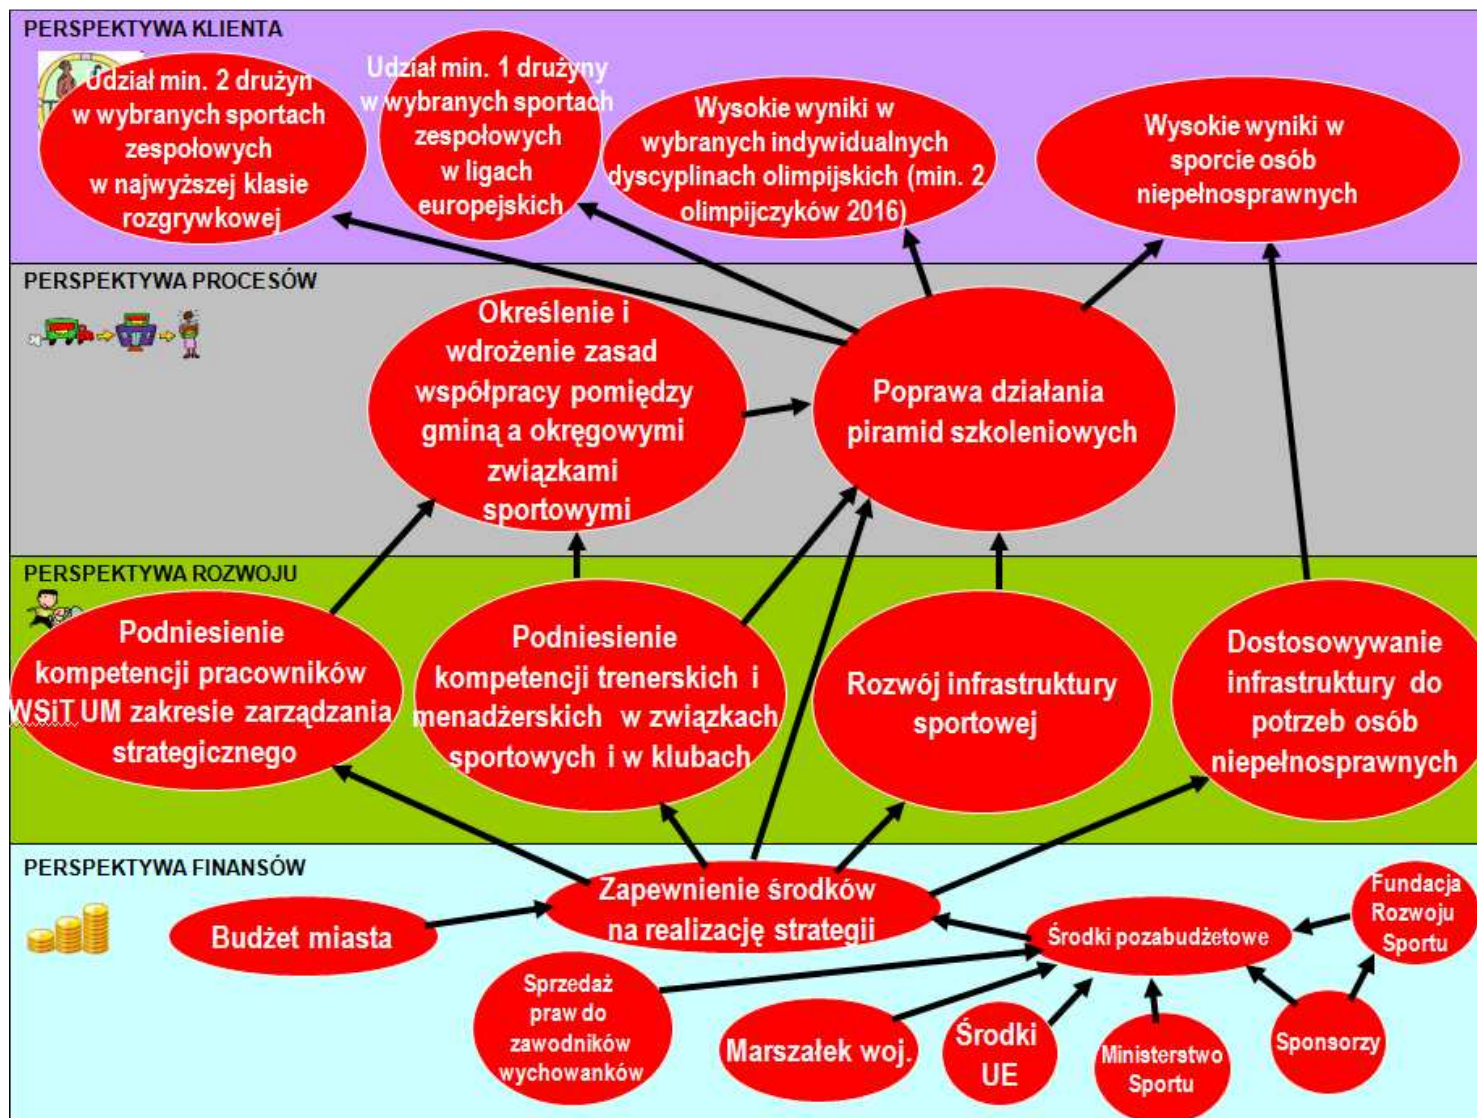 PERSPEKTYWA KLIENTA
Udział min. 2 drużyn
w wybranych sportach
zespołowych
w najwyższej klasie
rozgrywkowej
Udział min. 1 drużyny
w wybranych sportach
zespołowych
w ligach
europejskich
Wysokie wyniki w
wybranych indywidualnych
dyscyplinach olimpijskich (min. 2
olimpijczyków 2016)
Wysokie wyniki w
sporcie osób
niepełnosprawnych
PERSPEKTYWA PROCESÓW
Określenie i
wdrożenie zasad
współpracy pomiędzy
gminą a okręgowymi
związkami
sportowymi
Poprawa działania
piramid szkoleniowych
PERSPEKTYWA ROZWOJU
Podniesienie
kompetencji pracowników
WSiT UM zakresie zarządzania
strategicznego
Podniesienie
kompetencji trenerskich i
menadżerskich w związkach
sportowych i w klubach
Rozwój infrastruktury
sportowej
Dostosowywanie
infrastruktury do
potrzeb osób
niepełnosprawnych
PERSPEKTYWA FINANSÓW
Budżet miasta
Zapewnienie środków
na realizację strategii
Środki pozabudżetowe
Fundacja
Rozwoju
Sportu
Sprzedaż
praw do
zawodników
wychowanków
Marszałek woj.
Środki
UE
Ministerstwo
Sportu
Sponsorzy